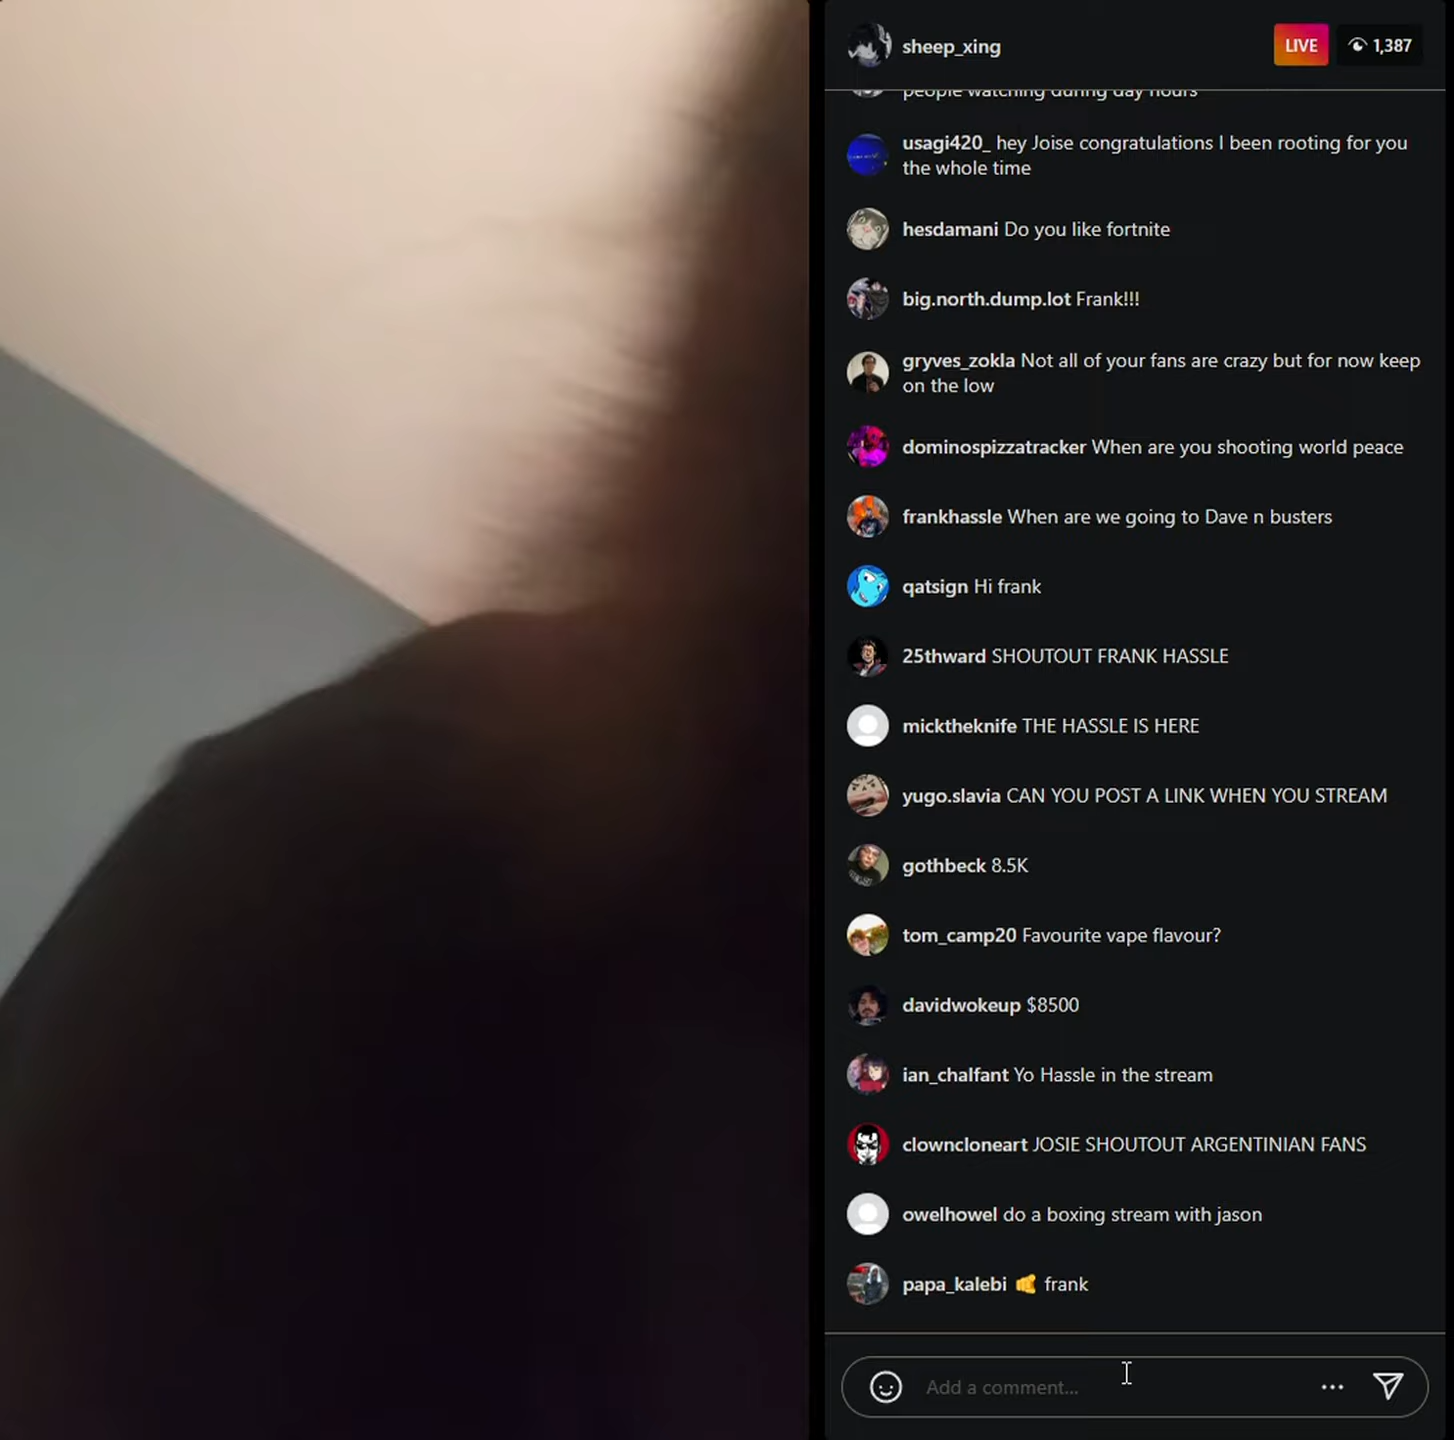 sheep_xing
LIVE
1,387
people watching during day hours
usagi420_ hey Joise congratulations I been rooting for you
the whole time
hesdamani Do you like fortnite
big.north.dump.lot Frank!!!
gryves_zokla Not all of your fans are crazy but for now keep
on the low
dominospizzatracker When are you shooting world peace
frankhassle When are we going to Dave n busters
qatsign Hi frank
25thward SHOUTOUT FRANK HASSLE
micktheknife THE HASSLE IS HERE
yugo.slavia CAN YOU POST A LINK WHEN YOU STREAM
gothbeck 8.5K
tom_camp20 Favourite vape flavour?
davidwokeup $8500
ian_chalfant Yo Hassle in the stream
clowncloneart JOSIE SHOUTOUT ARGENTINIAN FANS
owelhowel do a boxing stream with jason
papa_kalebi 🫵 frank
Add a comment...